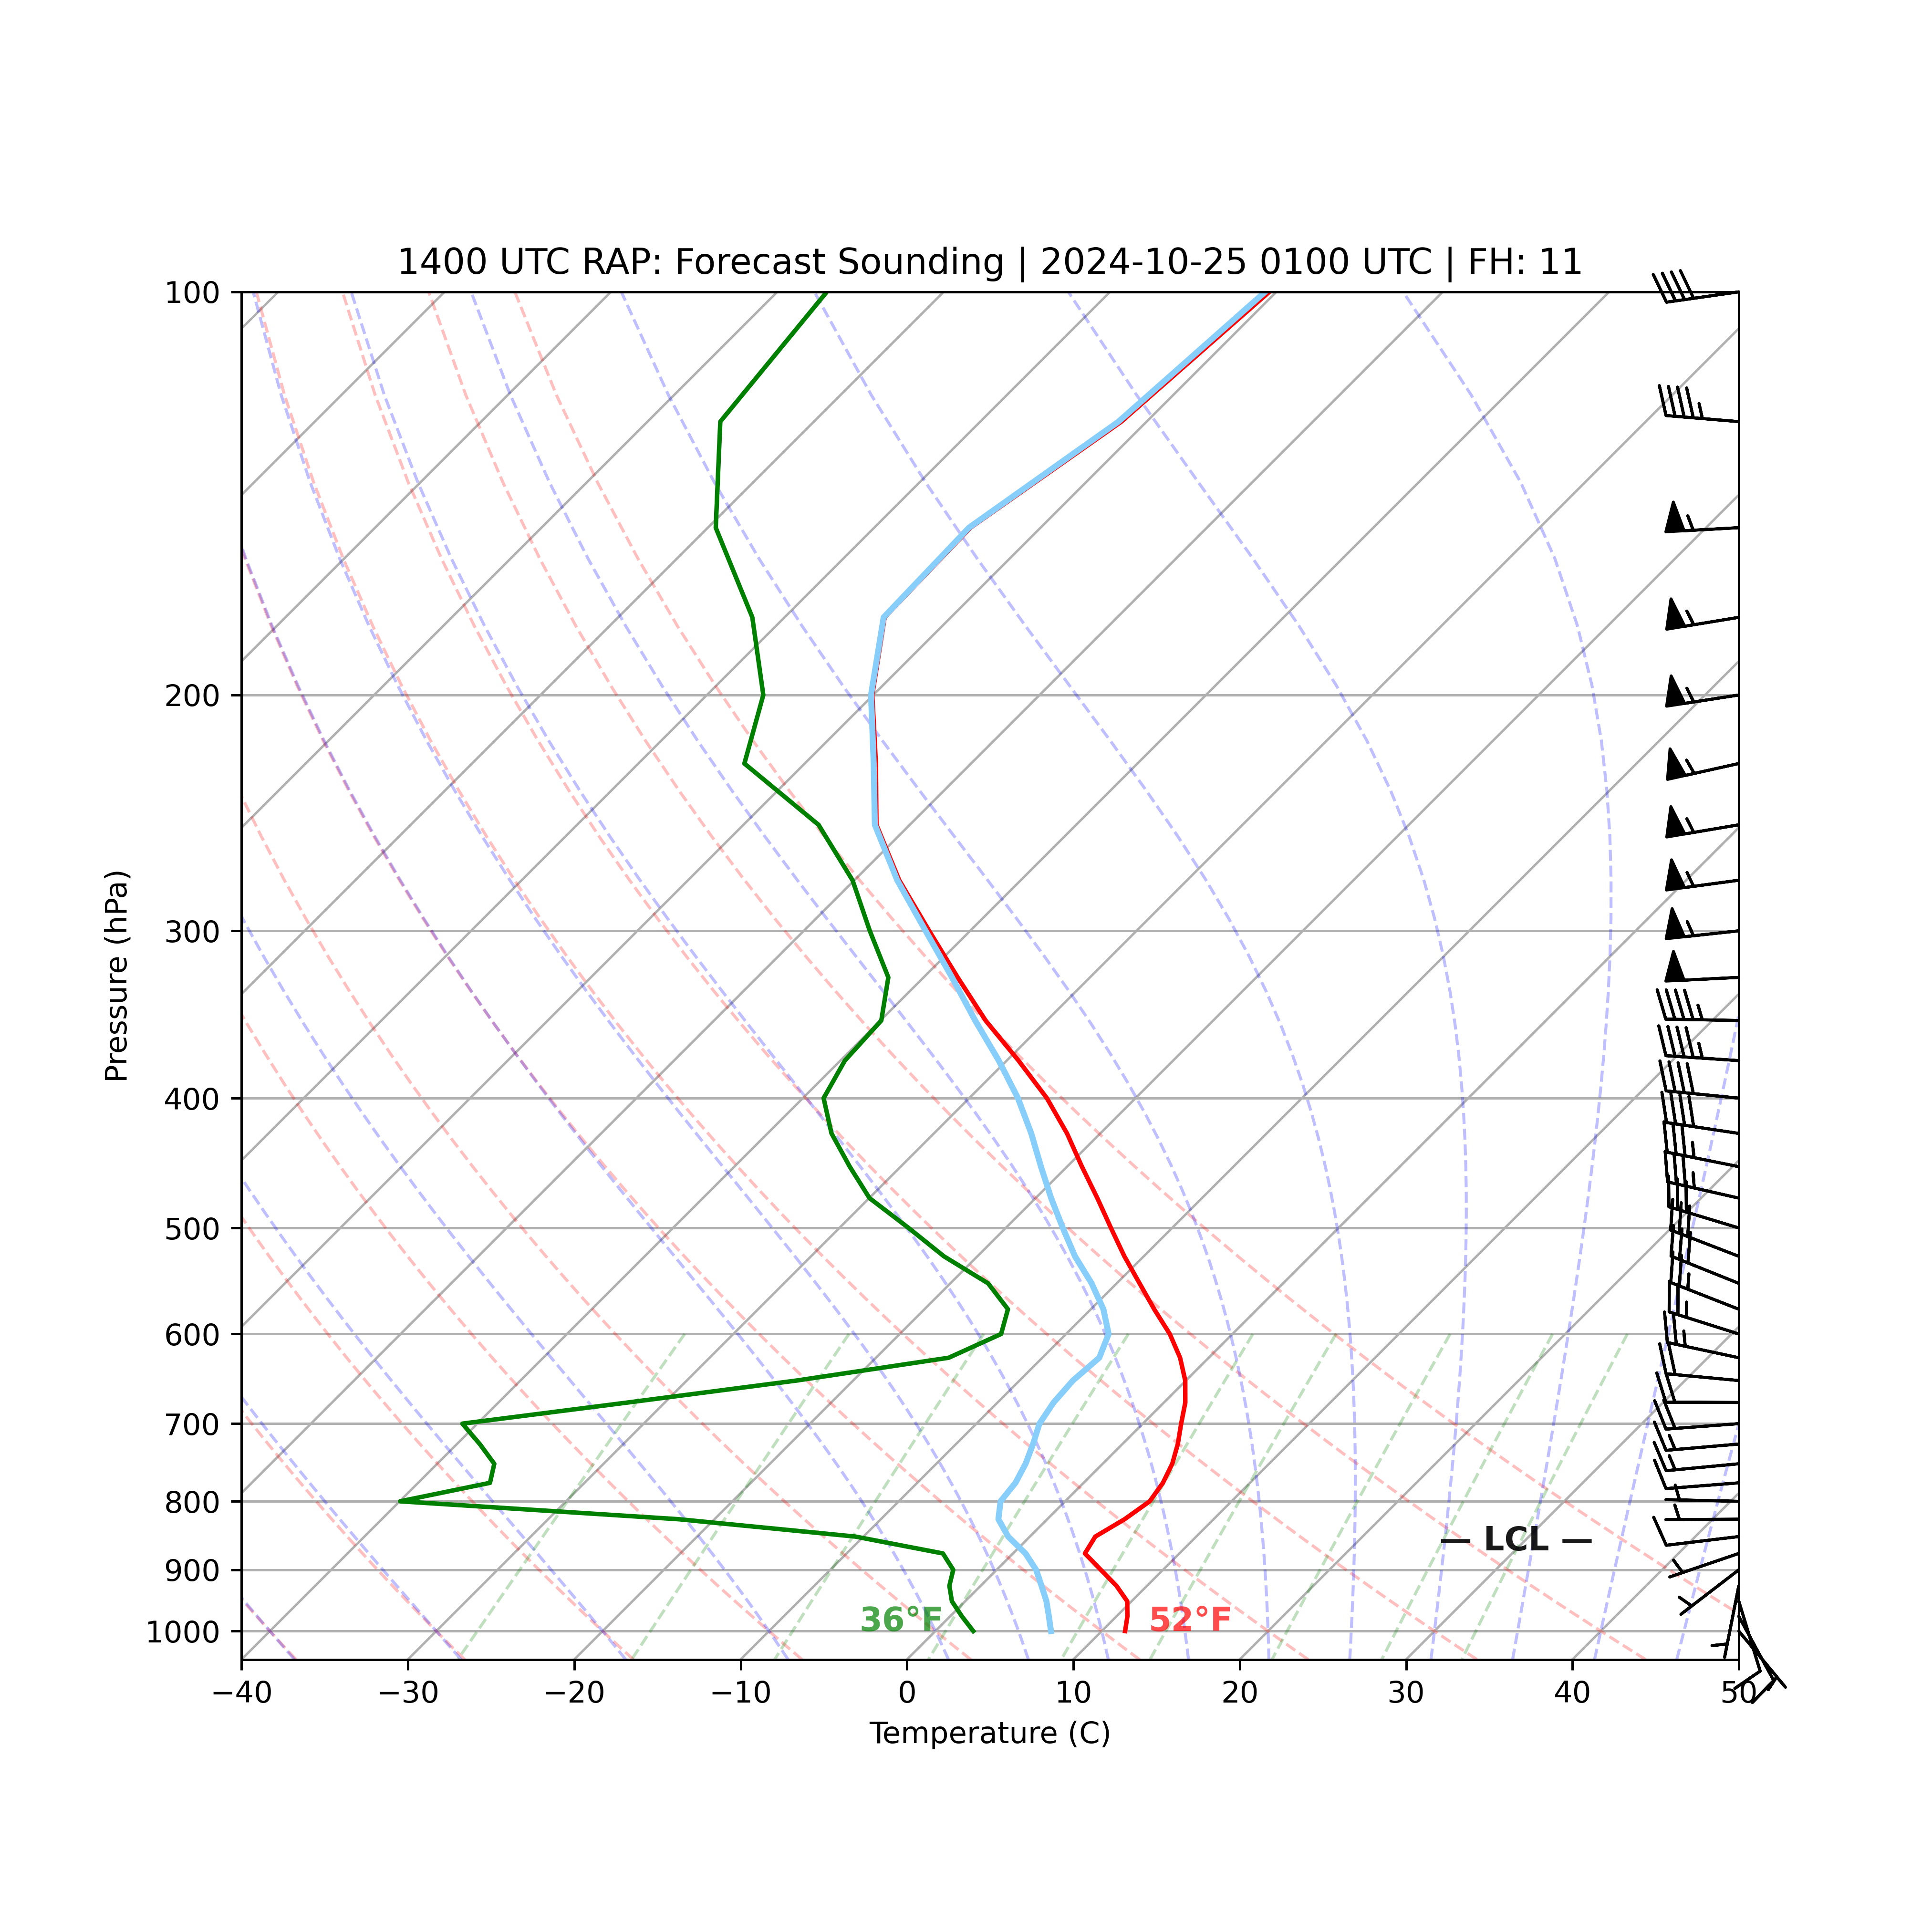 1400 UTC RAP: Forecast Sounding | 2024-10-25 0100 UTC | FH: 11
100
200
300
400
500
600
700
800
900
1000
Pressure (hPa)
— LCL —
36°F
52°F
−40 −30 −20 −10 0 10 20 30 40 50
Temperature (C)